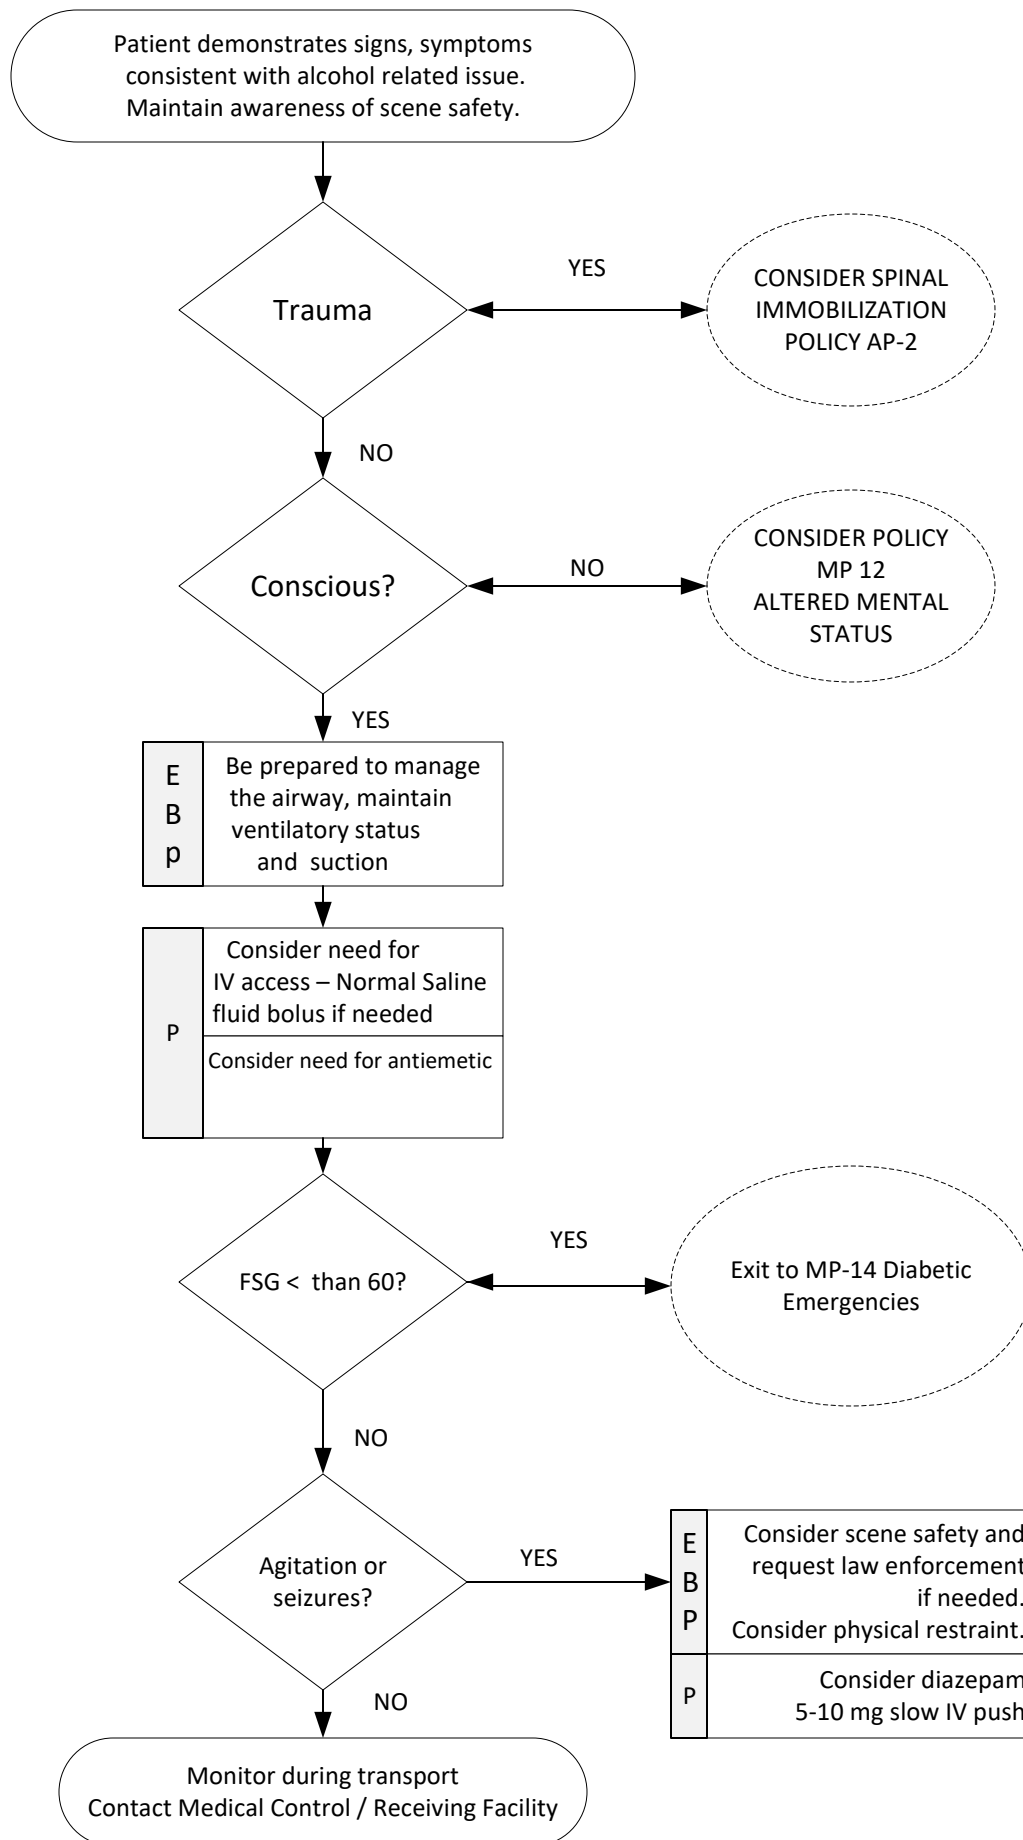 Patient demonstrates signs, symptoms
consistent with alcohol related issue.
Maintain awareness of scene safety.
Trauma
YES
CONSIDER SPINAL
IMMOBILIZATION
POLICY AP-2
NO
Conscious?
NO
CONSIDER POLICY
MP 12
ALTERED MENTAL
STATUS
YES
E
B
p
Be prepared to manage
the airway, maintain
ventilatory status
and suction
P
Consider need for
IV access – Normal Saline
fluid bolus if needed
Consider need for antiemetic
FSG < than 60?
YES
Exit to MP-14 Diabetic
Emergencies
NO
Agitation or
seizures?
YES
E
B
P
Consider scene safety and
request law enforcement
if needed.
Consider physical restraint.
P
Consider diazepam
5-10 mg slow IV push
NO
Monitor during transport
Contact Medical Control / Receiving Facility